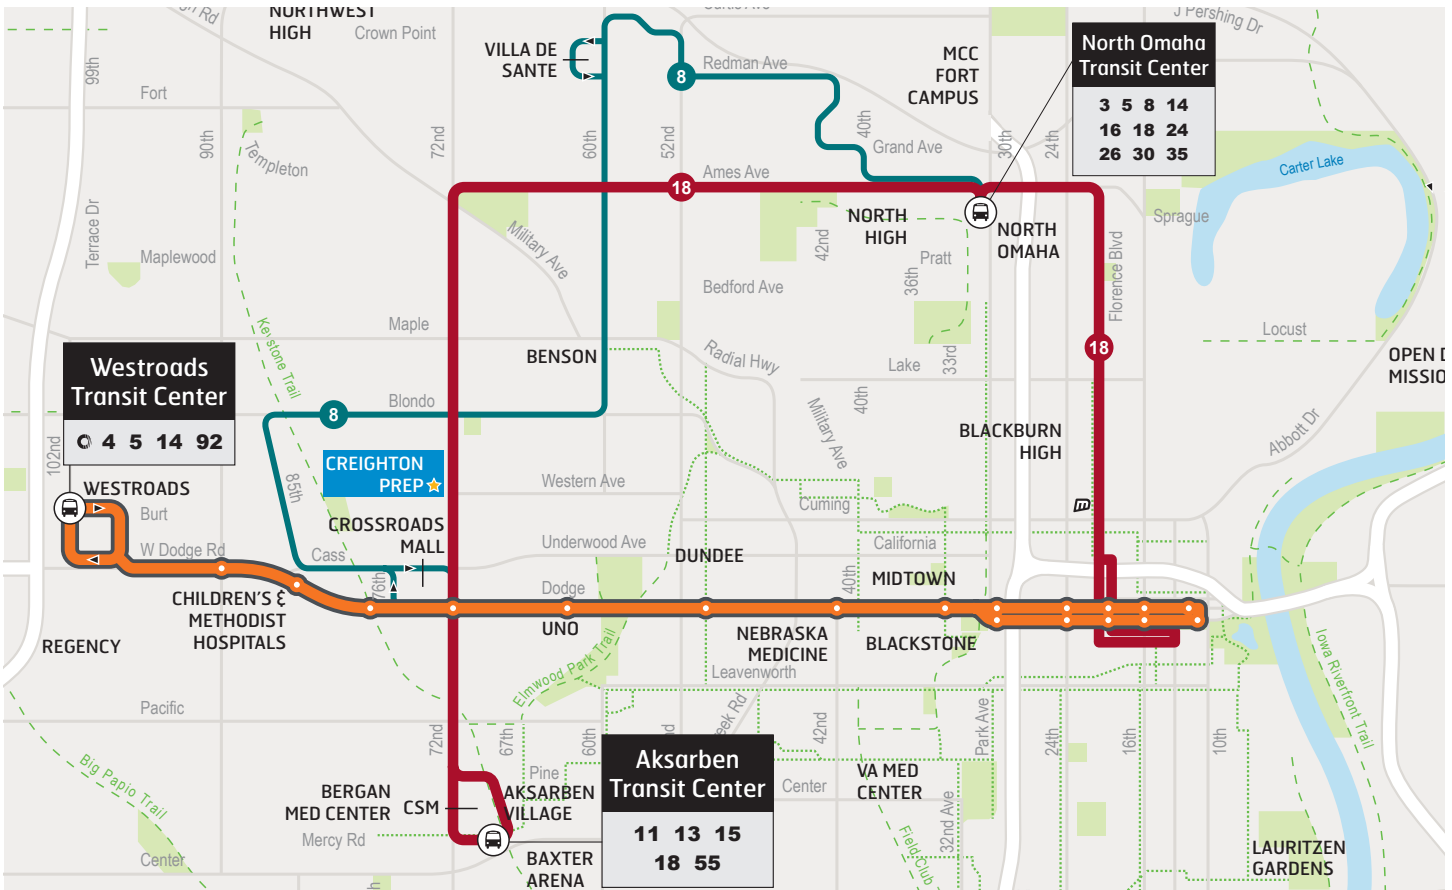 NORTHWEST
HIGH
Crown Point
Redman Ave
J Pershing Dr
VILLA DE
SANTE
8
MCC
FORT
CAMPUS
North Omaha
Transit Center
3 5 8 14
16 18 24
26 30 35
99th
Fort
90th
Templeton
72nd
60th
52nd
40th
Grand Ave
30th
24th
Carter Lake
Ames Ave
18
Terrace Dr
Maplewood
Military Ave
NORTH
HIGH
NORTH
OMAHA
Sprague
42nd
Pratt
36th
Bedford Ave
Florence Blvd
Keystone Trail
Maple
BENSON
Radial Hwy
Lake
33rd
18
Locust
OPEN D
MISSIO
Westroads
Transit Center
4 5 14 92
8
Blondo
Military Ave
40th
BLACKBURN
HIGH
Abbott Dr
102nd
WESTROADS
Burt
85th
CREIGHTON
PREP
Western Ave
Cuming
m
CROSSROADS
MALL
W Dodge Rd
Cass
76th
Underwood Ave
DUNDEE
California
MIDTOWN
40th
Dodge
CHILDREN'S &
METHODIST
HOSPITALS
REGENCY
UNO
NEBRASKA
MEDICINE
BLACKSTONE
Leavenworth
Elmwood Park Trail
Iowa Riverfront Trail
Pacific
72nd
67th
60th
eek Rd
42nd
Park Ave
24th
16th
10th
Big Papio Trail
Aksarben
Transit Center
11 13 15
18 55
Pine
AKSARBEN
VILLAGE
BERGAN
MED CENTER
CSM
Mercy Rd
Center
VA MED
CENTER
32nd Ave
Field Club
Center
BAXTER
ARENA
LAURITZEN
GARDENS